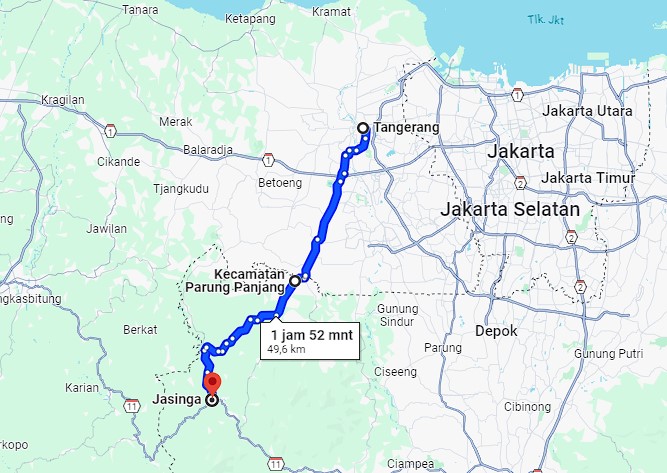 Tanara
Ketapang
Kramat
Tlk. Jkt
Kragilan
1
Jakarta Utara
Merak
1
Tangerang
Cikande
Balaradja
1
Jakarta
Tjangkudu
Betoeng
2
Jakarta Timur
Jakarta Selatan
Jawilan
2
Kecamatan
Parung Panjang
2
ngkasbitung
Gunung
Sindur
Berkat
1 jam 52 mnt
49,6 km
Depok
Parung
Gunung Putri
Ciseeng
Karian
Jasinga
11
Cibinong
rkopo
11
Ciampea